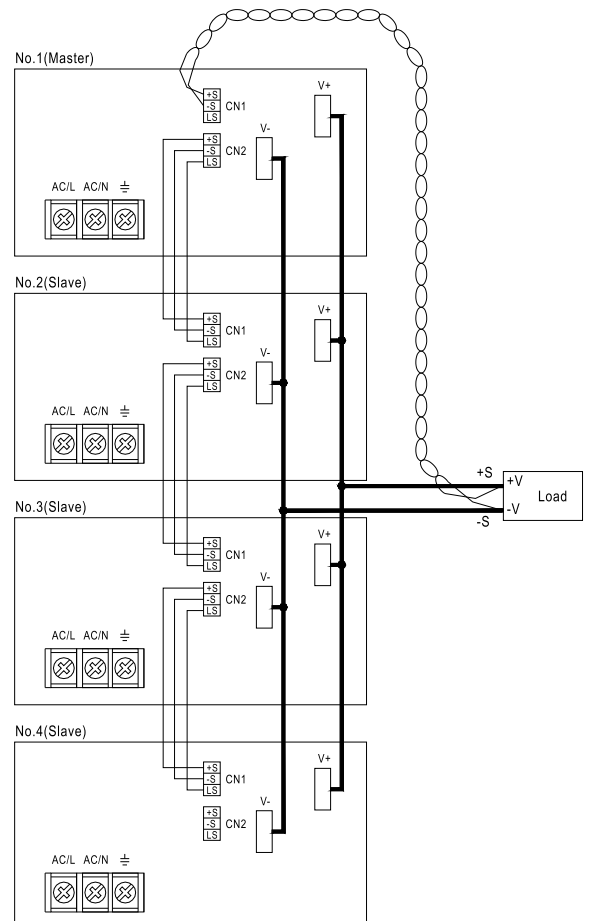 No.1(Master)
V+
+S
-S
LS
CN1
V-
+S
-S
LS
CN2
AC/L AC/N ⏚
No.2(Slave)
V+
+S
-S
LS
CN1
V-
+S
-S
LS
CN2
AC/L AC/N ⏚
+S
+V
Load
-V
-S
No.3(Slave)
V+
+S
-S
LS
CN1
V-
+S
-S
LS
CN2
AC/L AC/N ⏚
No.4(Slave)
V+
+S
-S
LS
CN1
V-
+S
-S
LS
CN2
AC/L AC/N ⏚